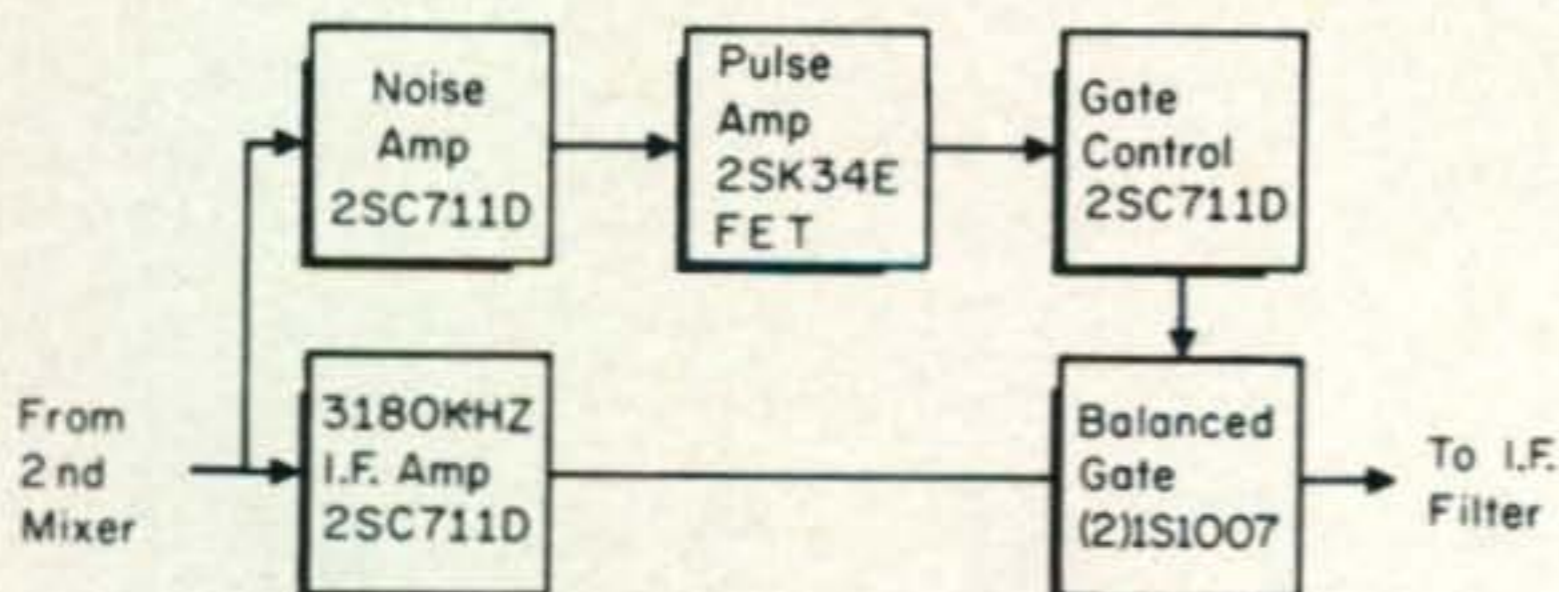 Noise
Amp
2SC711D
Pulse
Amp
2SK34E
FET
Gate
Control
2SC711D
From
2nd
Mixer
3180KHZ
I.F. Amp
2SC711D
Balanced
Gate
(2)1S1007
To I.F.
Filter